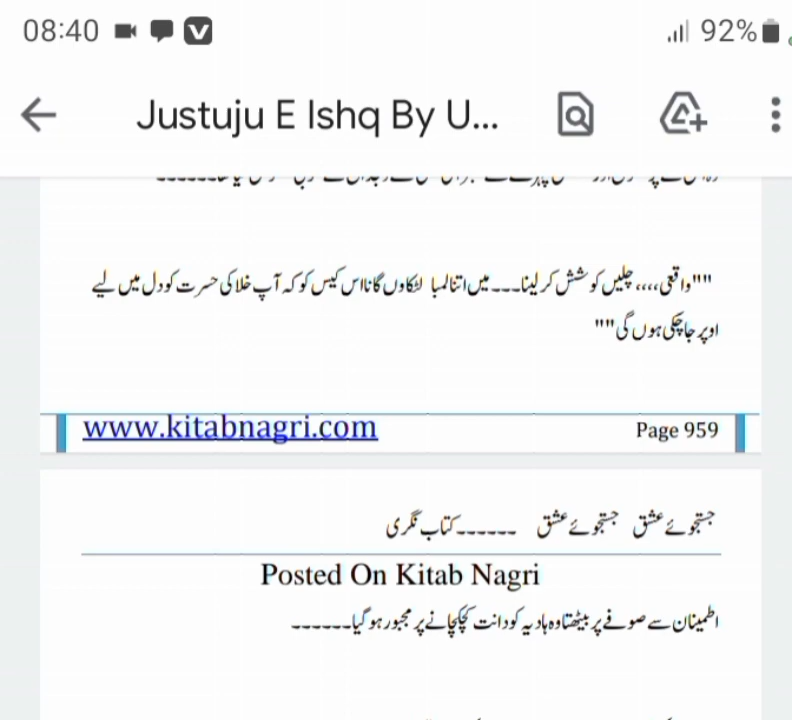 08:40
92%
Justuju E Ishq By U...
""واقعی،،،، چلیں کوشش کر لینا۔۔۔ میں اتنا لمبا لٹکاوں گا نا اس کیس کو کہ آپ خلا کی حسرت کو دل میں لیے
اوپر جا چکی ہوں گی""
www.kitabnagri.com Page 959
جستجوئے عشق جستجوئے عشق ۔۔۔۔۔۔کتاب نگری
Posted On Kitab Nagri
اطمینان سے صوفے پر بیٹھتا وہ ہادیہ کو دانت کچکچانے پر مجبور ہو گیا۔۔۔۔۔۔